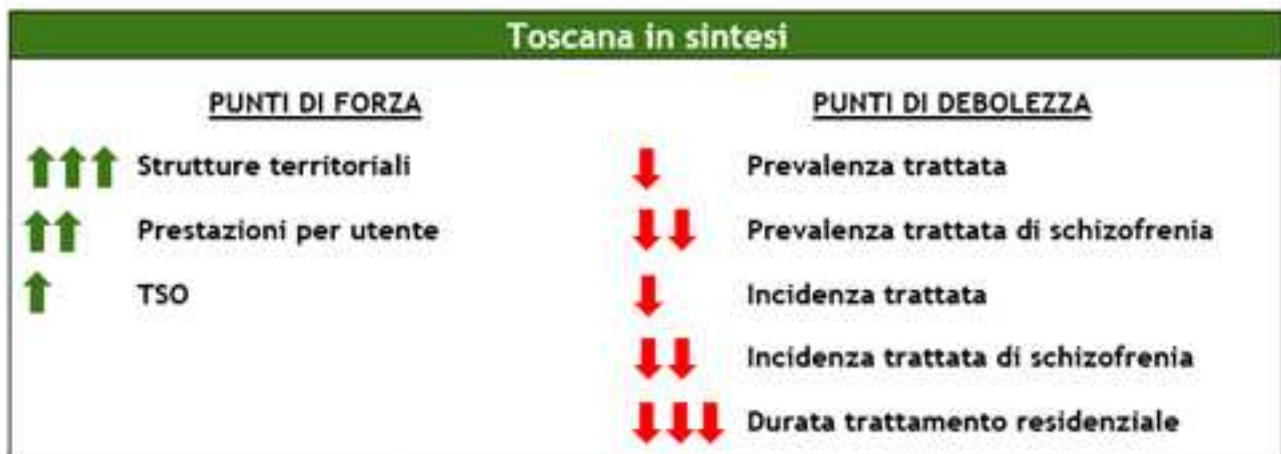 Toscana in sintesi
PUNTI DI FORZA
Strutture territoriali
Prestazioni per utente
TSO
PUNTI DI DEBOLEZZA
Prevalenza trattata
Prevalenza trattata di schizofrenia
Incidenza trattata
Incidenza trattata di schizofrenia
Durata trattamento residenziale